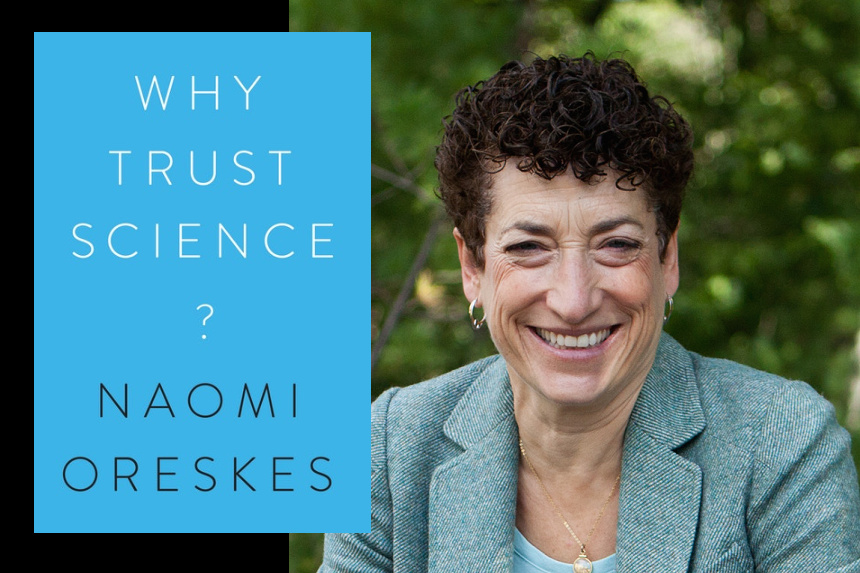 WHY
TRUST
SCIENCE
?
NAOMI
ORESKES